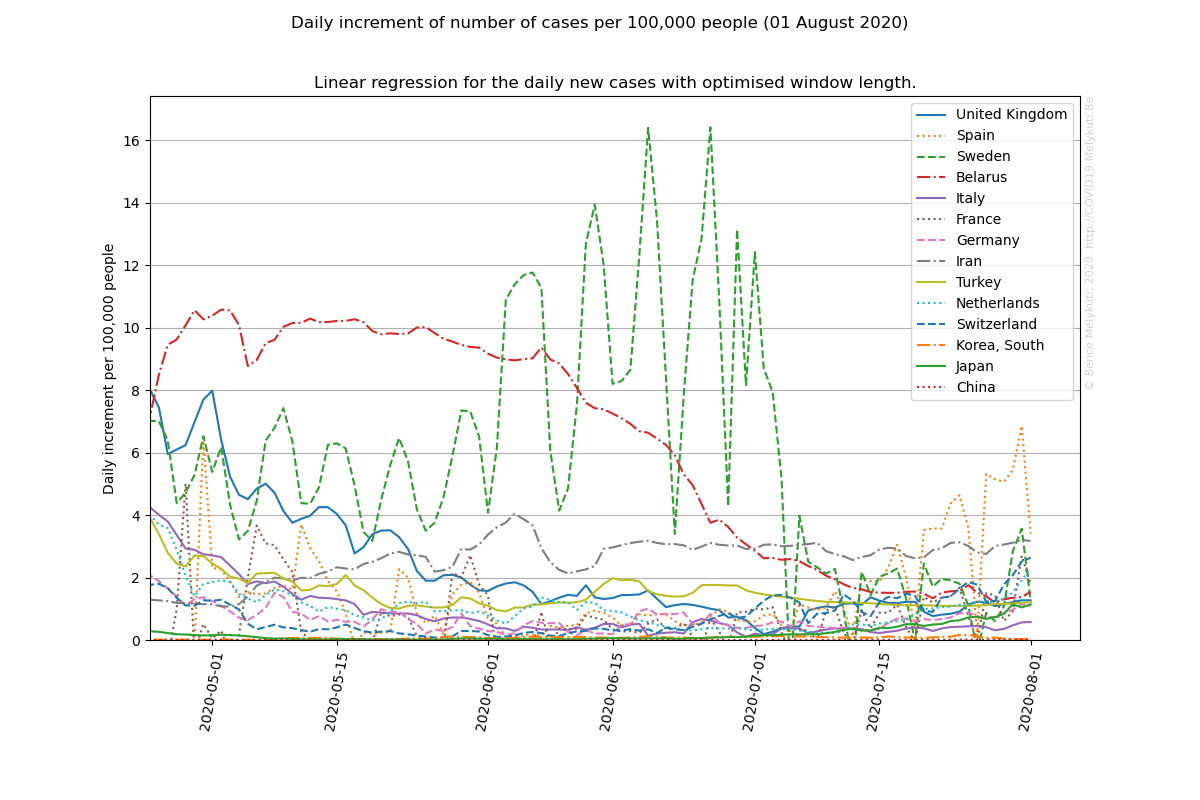 Daily increment of number of cases per 100,000 people (01 August 2020)
Linear regression for the daily new cases with optimised window length.
Daily increment per 100,000 people
16
14
12
10
8
6
4
2
0
2020-05-01
2020-05-15
2020-06-01
2020-06-15
2020-07-01
2020-07-15
2020-08-01
United Kingdom
Spain
Sweden
Belarus
Italy
France
Germany
Iran
Turkey
Netherlands
Switzerland
Korea, South
Japan
China
© Bence Mélykúti, 2020. http://COVID19.Melykuti.Be